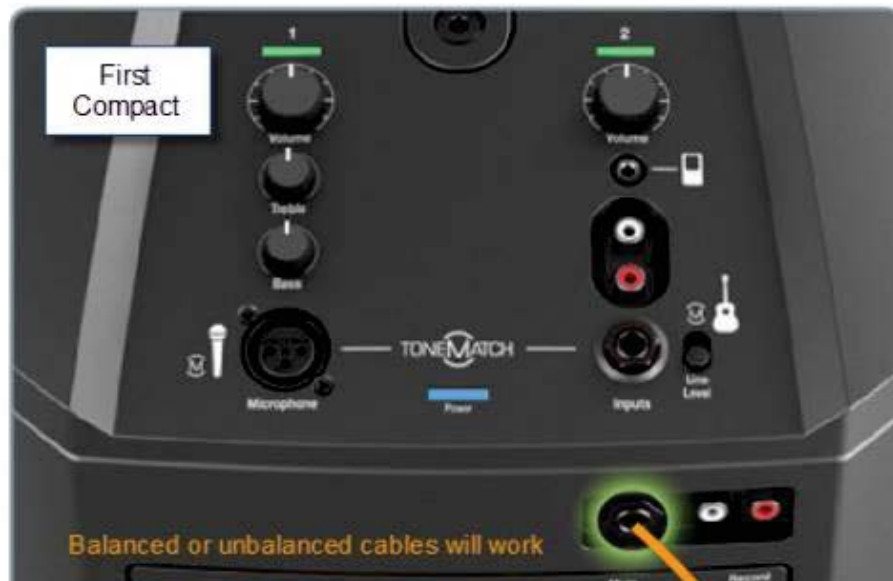 First
Compact
1
2
Volume
Volume
Treble
Bass
TONEMATCH
Microphone
Power
Inputs
Line
Level
Balanced or unbalanced cables will work
Record